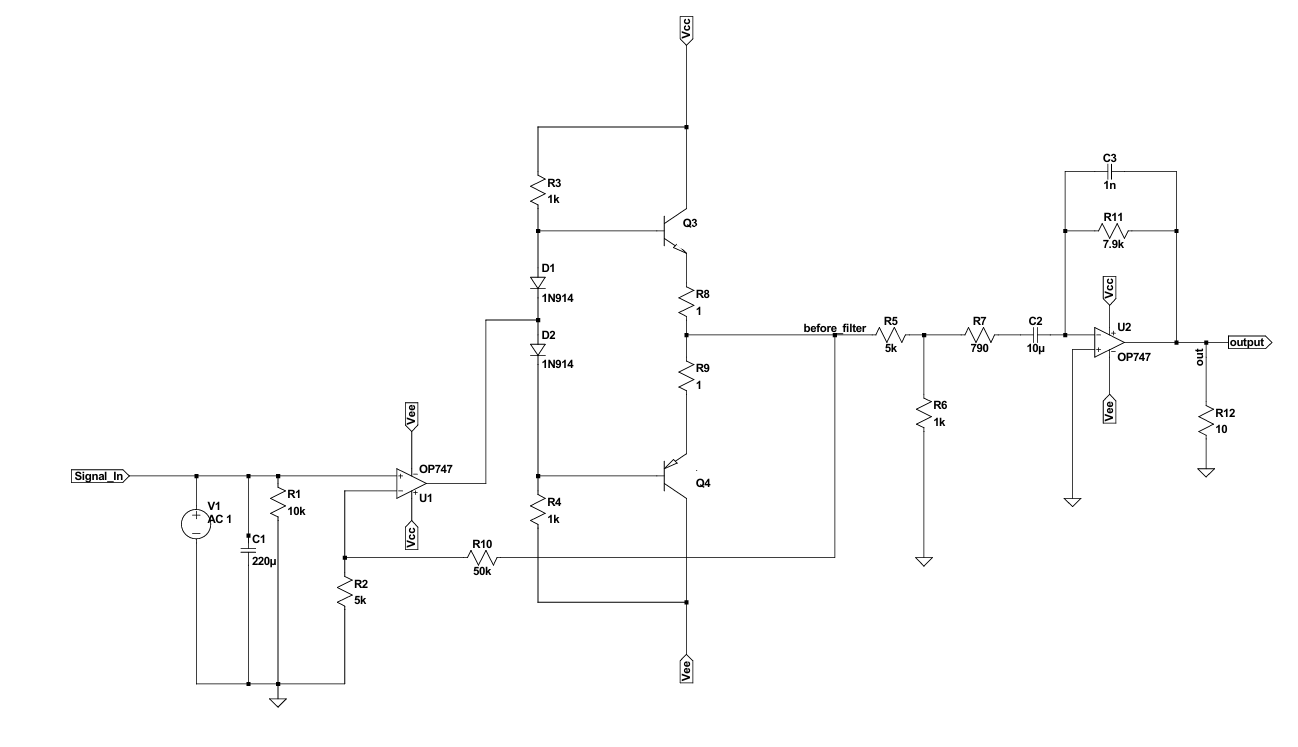 Vcc
R3
1k
Q3
D1
1N914
R8
1
D2
1N914
before_filter
R9
1
R5
5k
R7
790
C2
10µ
R6
1k
C3
1n
R11
7.9k
Vcc
U2
OP747
Vee
output
out
R12
10
Vee
OP747
U1
Vcc
Signal_In
V1
AC 1
C1
220µ
R1
10k
R4
1k
Q4
R10
50k
R2
5k
Vee